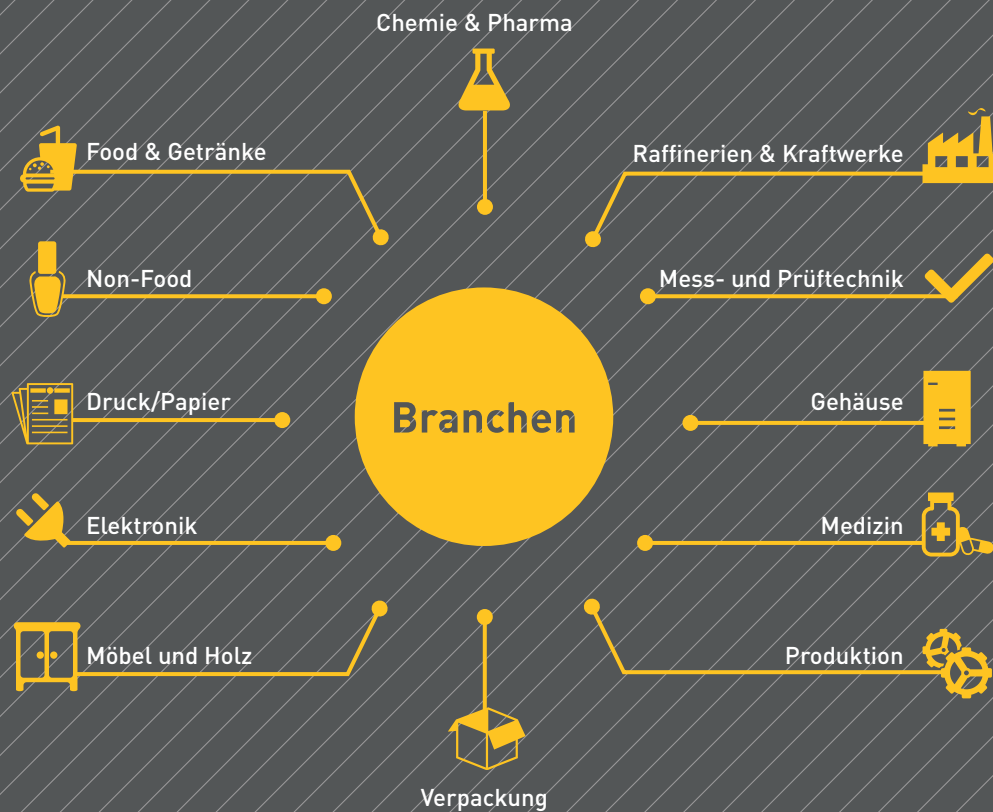 Chemie & Pharma
Food & Getränke
Raffinerien & Kraftwerke
Non-Food
Mess- und Prüftechnik
Druck/Papier
Gehäuse
Branchen
Elektronik
Medizin
Möbel und Holz
Produktion
Verpackung